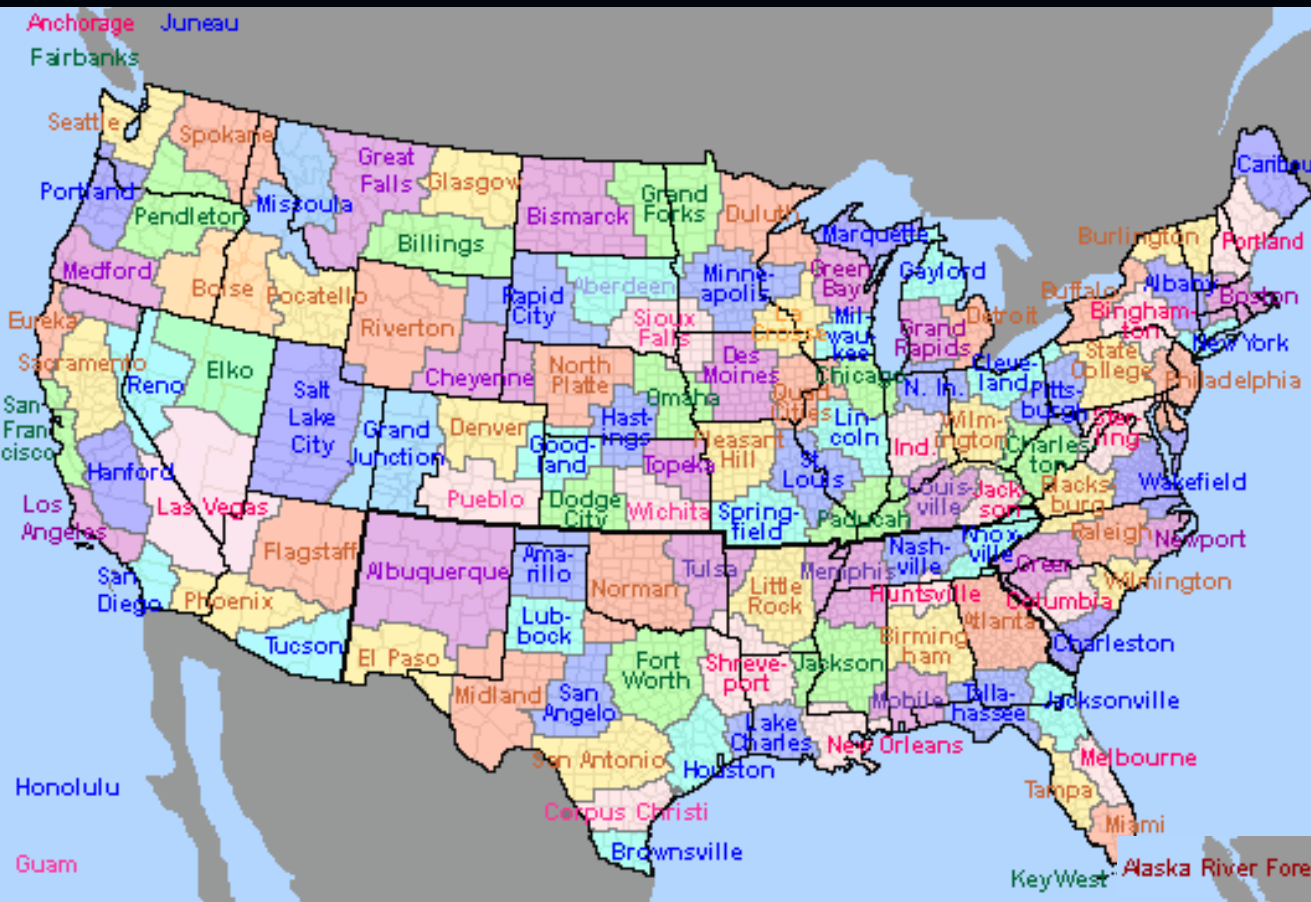 Anchorage Juneau
Fairbanks
Seattle
Spokane
Great
Falls
Glasgow
Portland
Missoula
Pendleton
Billings
Bismarck
Grand
Forks
Duluth
Marquette
Caribou
Burlington
Portland
Medford
Boise
Pocatello
Rapid
City
Aberdeen
Minne-
apolis
Green
Bay
Gaylord
Buffalo
Albany
Boston
Eureka
Riverton
Sioux
Falls
La
Crosse
Mil-
wau-
kee
Grand
Rapids
Detroit
Bingham-
ton
New York
Sacramento
Reno
Elko
Salt
Lake
City
Cheyenne
North
Platte
Omaha
Des
Moines
Quad
Cities
Chicago
N. In.
Cleve-
land
Pitts-
burgh
State
College
Philadelphia
San
Fran
cisco
Hanford
Grand
Junction
Denver
Good-
land
Hast-
ings
Topeka
Pleasant
Hill
Lin-
coln
St
Louis
Ind.
Wilm-
ington
Charles
ton
Ster-
ling
Los
Angeles
Las Vegas
Pueblo
Dodge
City
Wichita
Spring-
field
Paducah
Louis-
ville
Jack
son
Blacks
burg
Wakefield
San
Diego
Phoenix
Flagstaff
Tucson
Albuquerque
El Paso
Ama-
rillo
Lub-
bock
Norman
Tulsa
Little
Rock
Memphis
Nash-
ville
Knox-
ville
Huntsville
Greer
Raleigh
Newport
Wilmington
Columbia
Charleston
Midland
San
Angelo
Fort
Worth
Shreve-
port
Jackson
Birming
ham
Atlanta
Mobile
Talla-
hassee
Jacksonville
San Antonio
Houston
Lake
Charles
New Orleans
Melbourne
Tampa
Miami
Honolulu
Corpus Christi
Brownsville
Guam
Key West
Alaska River Fore